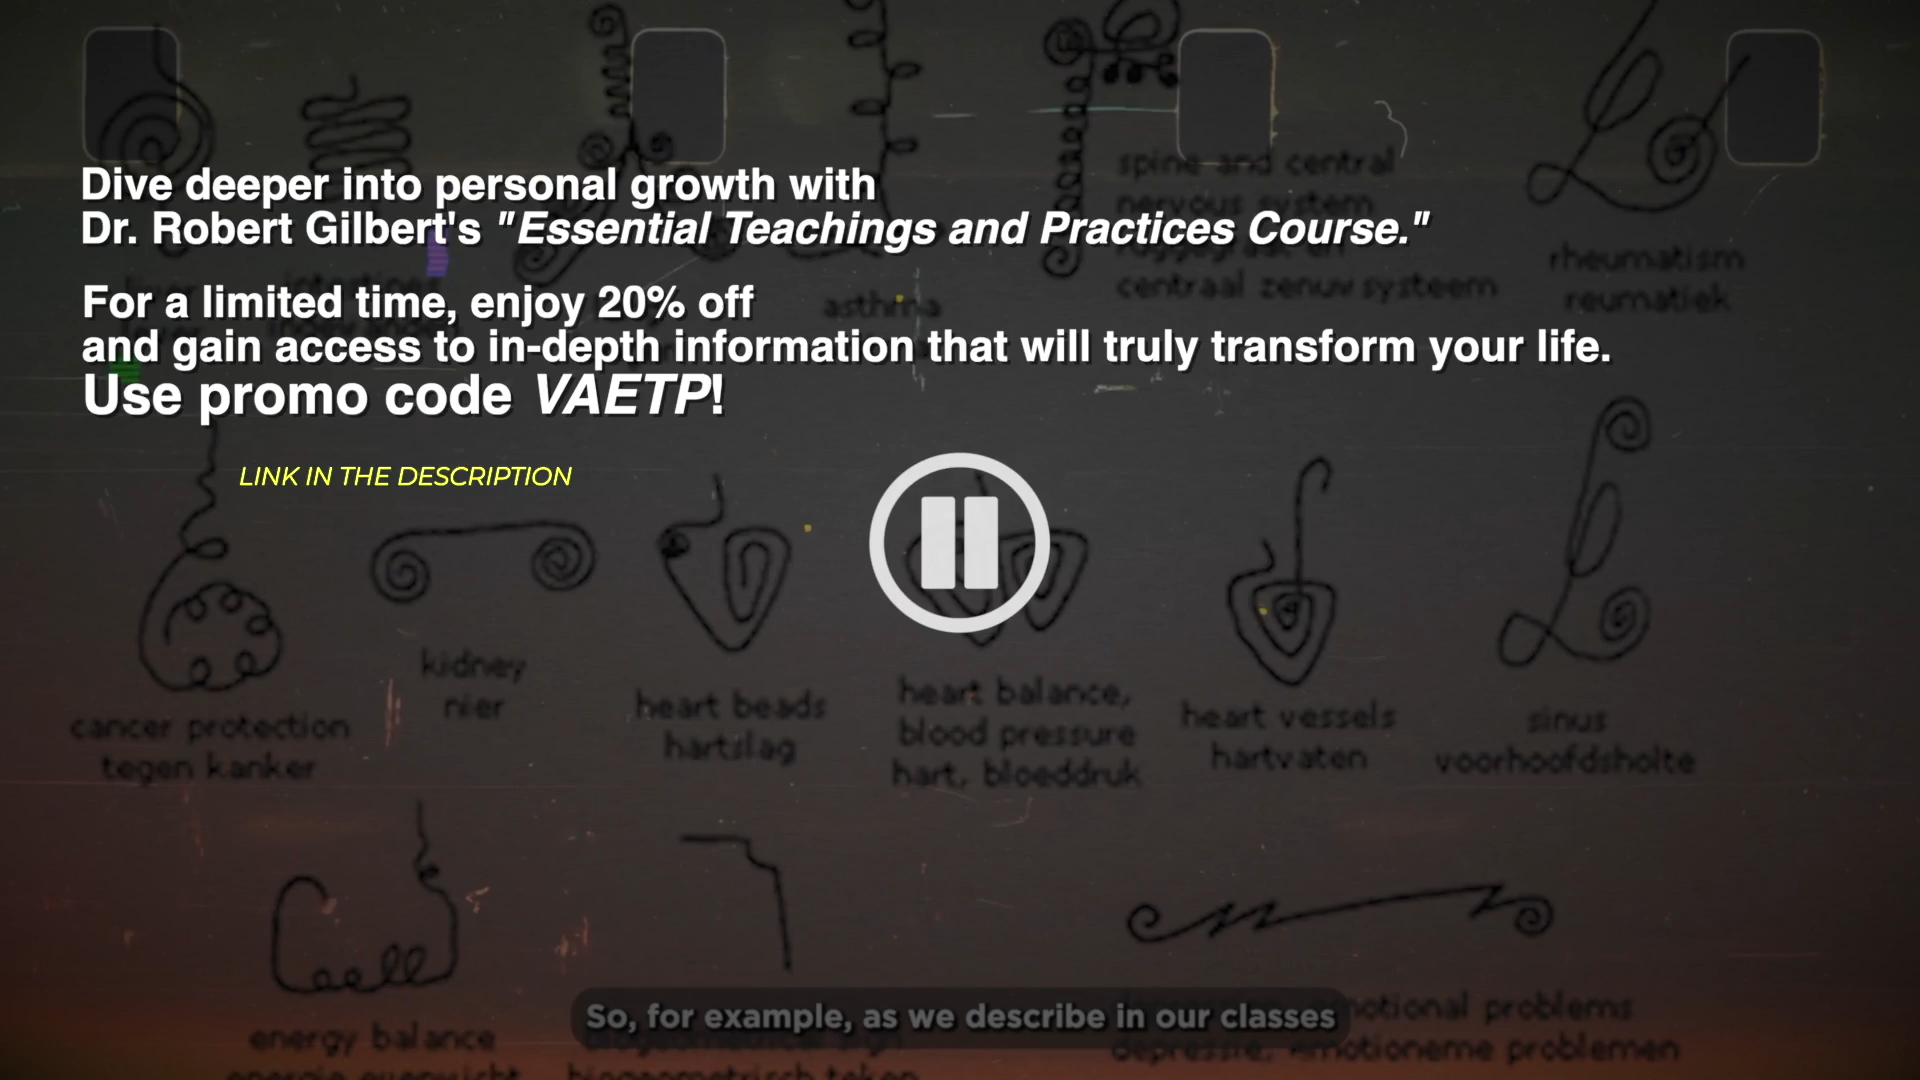 Dive deeper into personal growth with
Dr. Robert Gilbert's "Essential Teachings and Practices Course."
For a limited time, enjoy 20% off
and gain access to in-depth information that will truly transform your life.
Use promo code VAETP!
LINK IN THE DESCRIPTION
spine and central
nervous system
centraal zenuw systeem
asthma
rheumatism
reumatiek
cancer protection
tegen kanker
kidney
nier
heart beads
hartslag
heart balance,
blood pressure
hart, bloeddruk
heart vessels
hartvaten
sinus
voorhoofdsholte
energy balance
emotional problems
depressie, emotioneme problemen
So, for example, as we describe in our classes